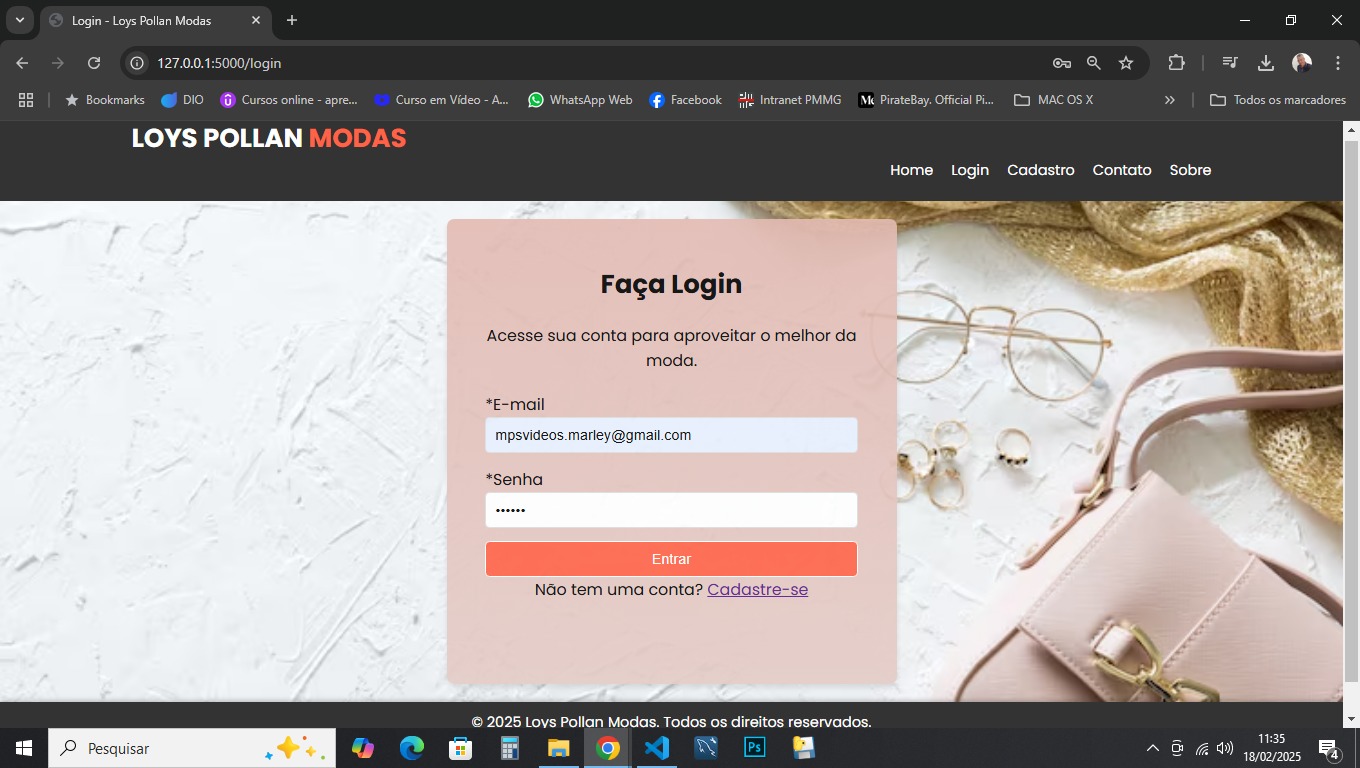 Login - Loys Pollan Modas
127.0.0.1:5000/login
Bookmarks
DIO
Cursos online - apre...
Curso em Vídeo - A...
WhatsApp Web
Facebook
Intranet PMMG
PirateBay. Official Pi...
MAC OS X
Todos os marcadores
LOYS POLLAN MODAS
Home
Login
Cadastro
Contato
Sobre
Faça Login
Acesse sua conta para aproveitar o melhor da
moda.
*E-mail
mpsvideos.marley@gmail.com
*Senha
••••••
Entrar
Não tem uma conta? Cadastre-se
© 2025 Loys Pollan Modas. Todos os direitos reservados.
Pesquisar
Ps
11:35
18/02/2025
4